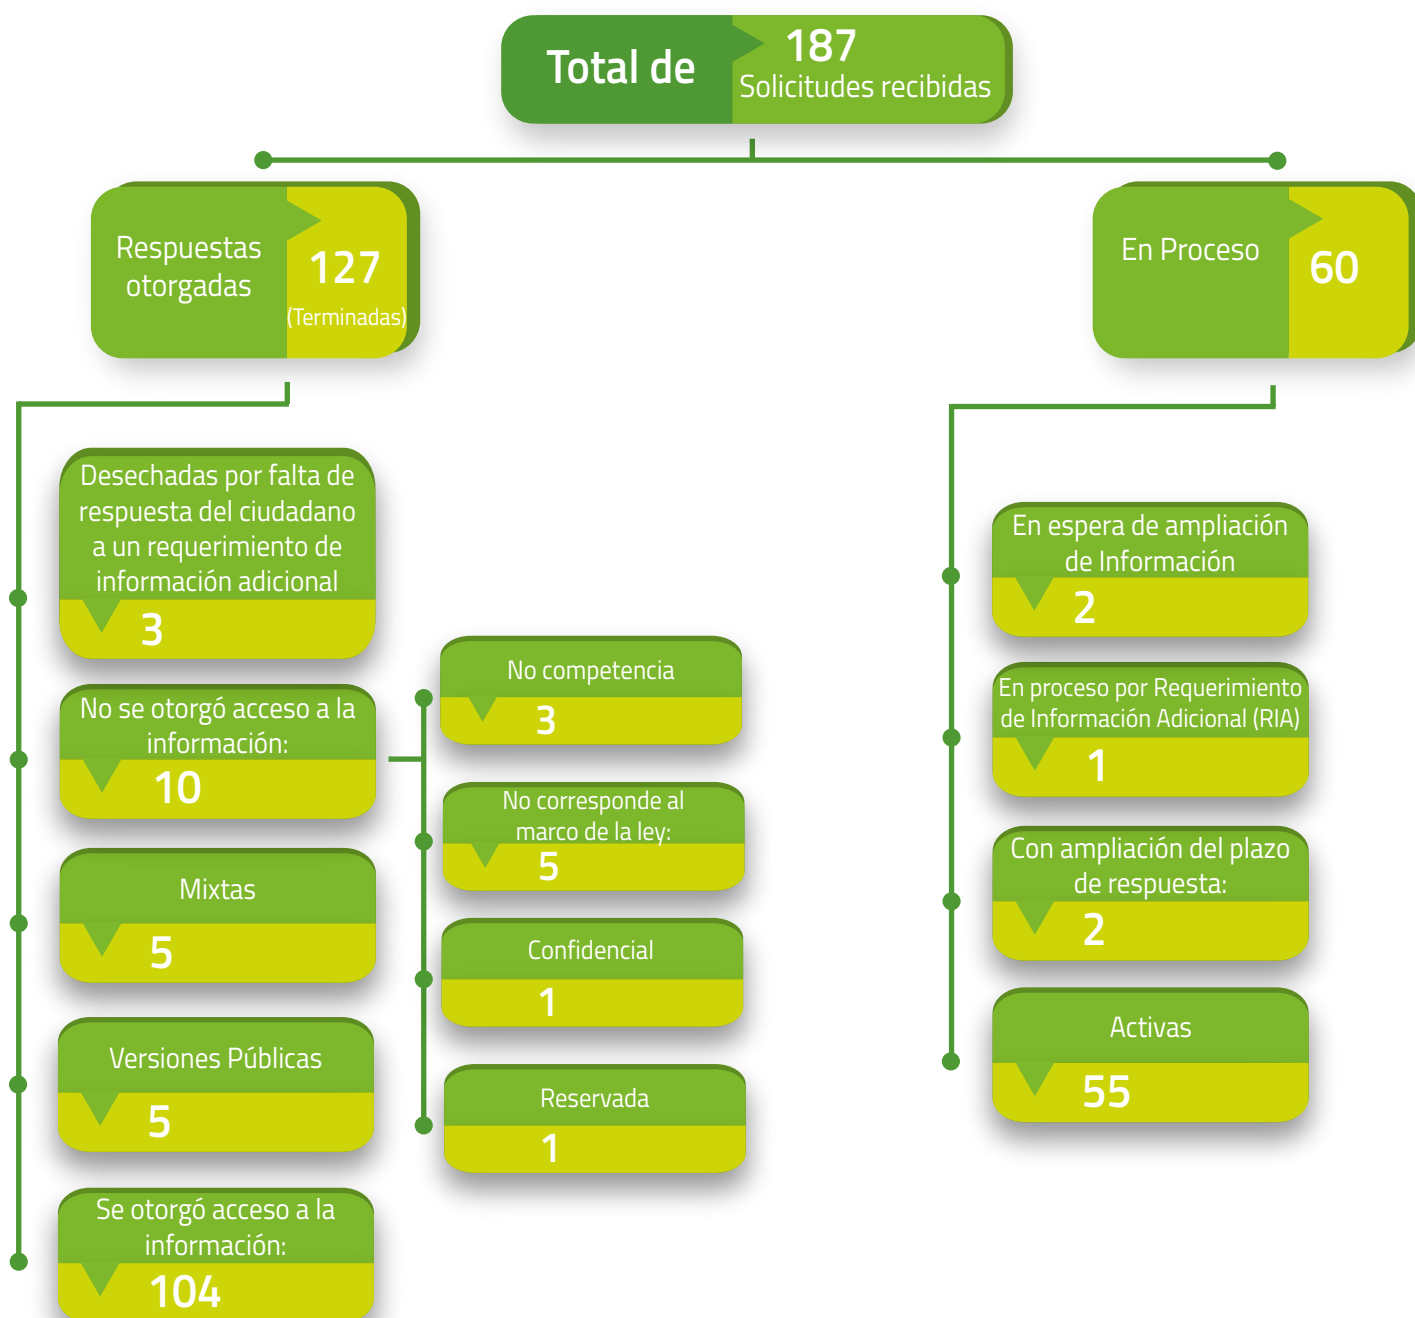 Total de
187
Solicitudes recibidas
Respuestas
otorgadas
127
(Terminadas)
En Proceso
60
Desechadas por falta de
respuesta del ciudadano
a un requerimiento de
información adicional
3
No se otorgó acceso a la
información:
10
Mixtas
5
Versiones Públicas
5
Se otorgó acceso a la
información:
104
No competencia
3
No corresponde al
marco de la ley:
5
Confidencial
1
Reservada
1
En espera de ampliación
de Información
2
En proceso por Requerimiento
de Información Adicional (RIA)
1
Con ampliación del plazo
de respuesta:
2
Activas
55